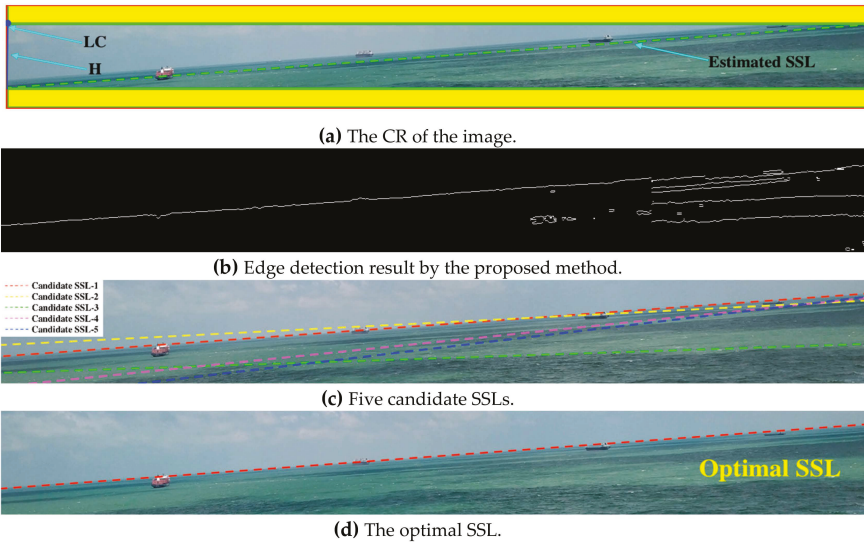 LC
H
Estimated SSL
(a) The CR of the image.
(b) Edge detection result by the proposed method.
Candidate SSL-1
Candidate SSL-2
Candidate SSL-3
Candidate SSL-4
Candidate SSL-5
(c) Five candidate SSLs.
Optimal SSL
(d) The optimal SSL.